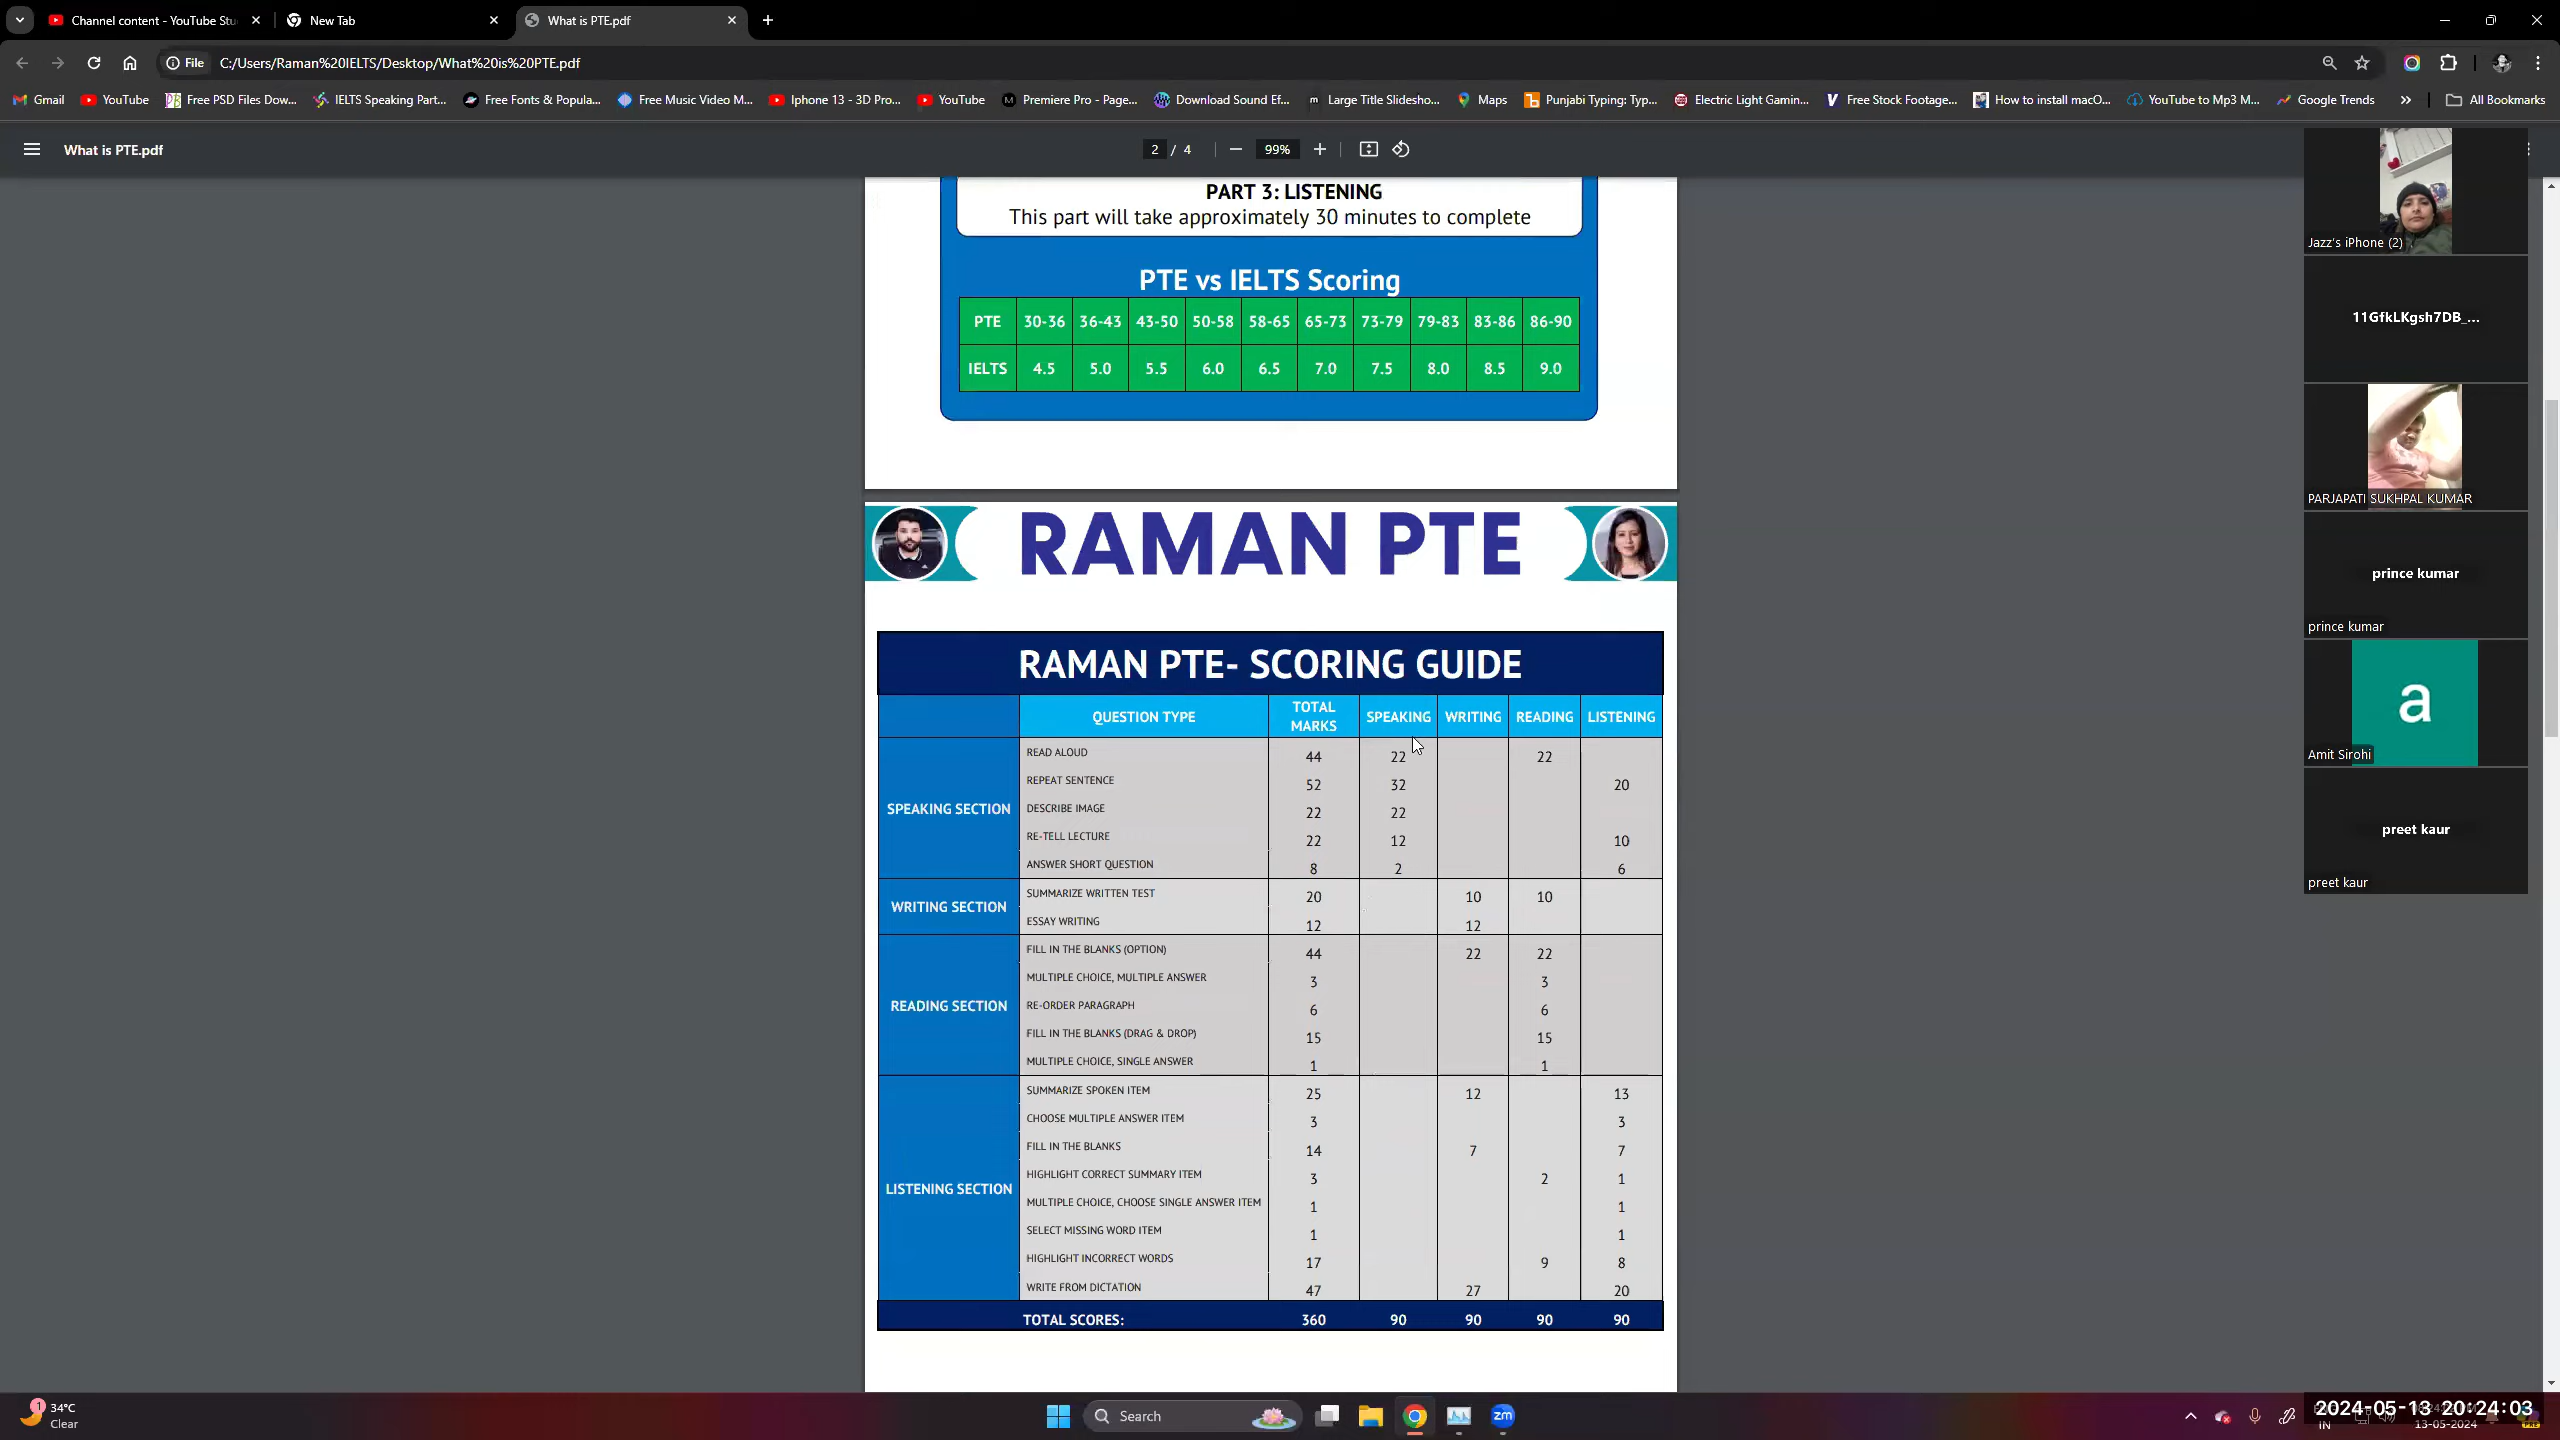 Channel content - YouTube Stu
New Tab
What is PTE.pdf
File C:/Users/Raman%20IELTS/Desktop/What%20is%20PTE.pdf
Gmail YouTube Free PSD Files Dow... IELTS Speaking Part... Free Fonts & Popula... Free Music Video M... Iphone 13 - 3D Pro... YouTube Premiere Pro - Page... Download Sound Ef... Large Title Slidesho... Maps Punjabi Typing: Typ... Electric Light Gamin... Free Stock Footage... How to install macO... YouTube to Mp3 M... Google Trends » All Bookmarks
What is PTE.pdf 2 / 4 99%
PART 3: LISTENING
This part will take approximately 30 minutes to complete
PTE vs IELTS Scoring
PTE 30-36 36-43 43-50 50-58 58-65 65-73 73-79 79-83 83-86 86-90
IELTS 4.5 5.0 5.5 6.0 6.5 7.0 7.5 8.0 8.5 9.0
RAMAN PTE
RAMAN PTE- SCORING GUIDE
QUESTION TYPE TOTAL MARKS SPEAKING WRITING READING LISTENING
SPEAKING SECTION
READ ALOUD 44 22 22
REPEAT SENTENCE 52 32 20
DESCRIBE IMAGE 22 22
RE-TELL LECTURE 22 12 10
ANSWER SHORT QUESTION 8 2 6
WRITING SECTION
SUMMARIZE WRITTEN TEST 20 10 10
ESSAY WRITING 12 12
READING SECTION
FILL IN THE BLANKS (OPTION) 44 22 22
MULTIPLE CHOICE, MULTIPLE ANSWER 3 3
RE-ORDER PARAGRAPH 6 6
FILL IN THE BLANKS (DRAG & DROP) 15 15
MULTIPLE CHOICE, SINGLE ANSWER 1 1
LISTENING SECTION
SUMMARIZE SPOKEN ITEM 25 12 13
CHOOSE MULTIPLE ANSWER ITEM 3 3
FILL IN THE BLANKS 14 7 7
HIGHLIGHT CORRECT SUMMARY ITEM 3 2 1
MULTIPLE CHOICE, CHOOSE SINGLE ANSWER ITEM 1 1
SELECT MISSING WORD ITEM 1 1
HIGHLIGHT INCORRECT WORDS 17 9 8
WRITE FROM DICTATION 47 27 20
TOTAL SCORES: 360 90 90 90 90
Jazz's iPhone (2)
11GfkLKgsh7DB_...
PARJAPATI SUKHPAL KUMAR
prince kumar
prince kumar
a
Amit Sirohi
preet kaur
preet kaur
1
34°C
Clear
Search
zm
2024-05-13 20:24:03
IN
13-05-2024